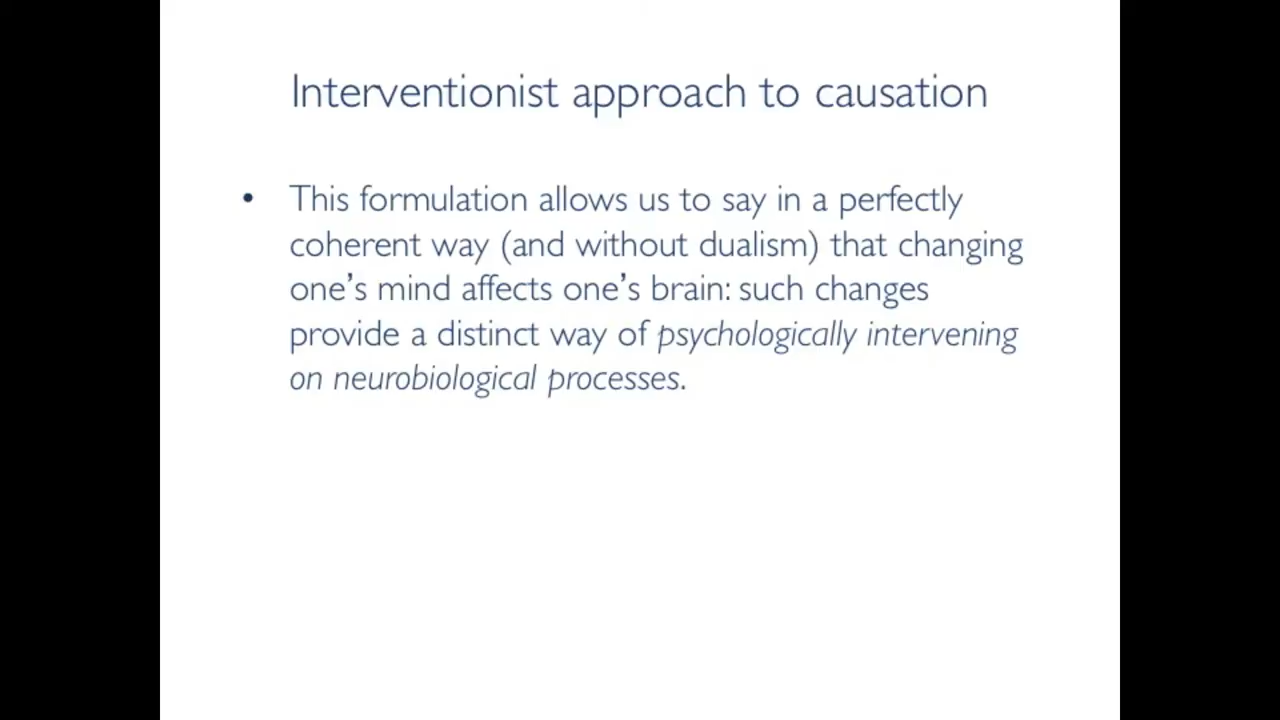 Interventionist approach to causation
• This formulation allows us to say in a perfectly
coherent way (and without dualism) that changing
one’s mind affects one’s brain: such changes
provide a distinct way of psychologically intervening
on neurobiological processes.